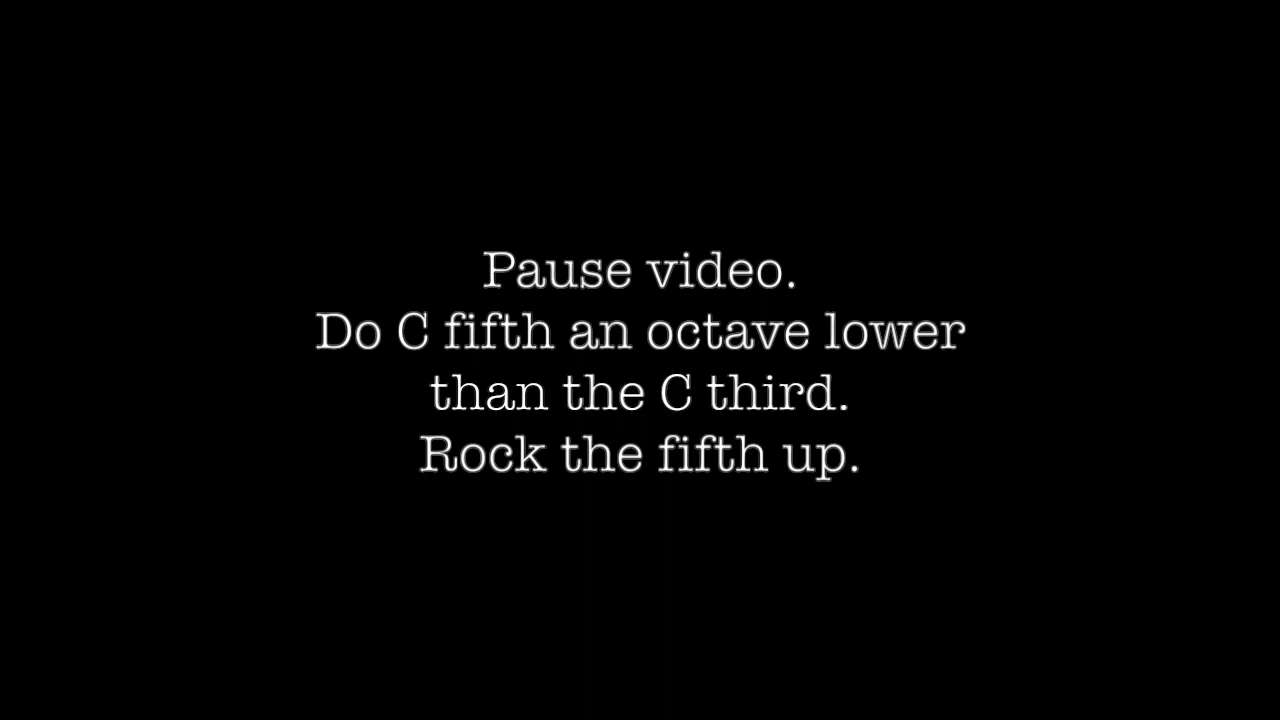 Pause video.
Do C fifth an octave lower
than the C third.
Rock the fifth up.